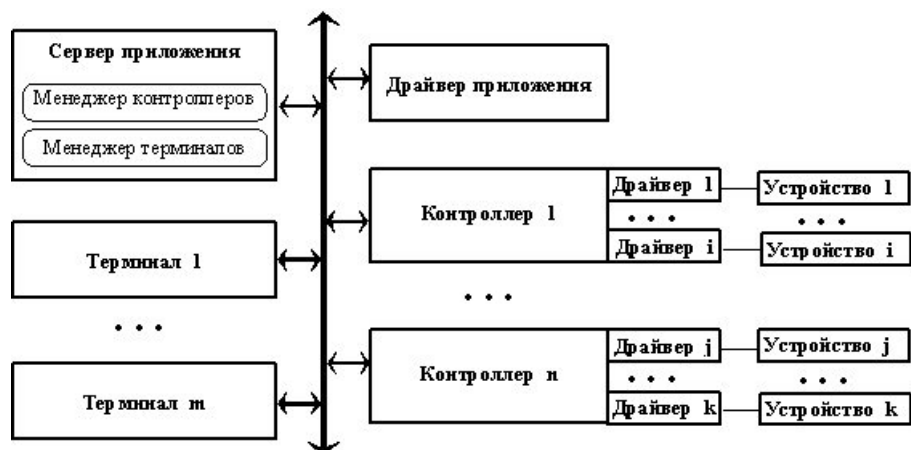 Сервер приложения
Менеджер контроллеров
Менеджер терминалов
Терминал 1
• • •
Терминал m
Драйвер приложения
Контроллер 1
Драйвер 1
Устройство 1
• • •
• • •
Драйвер i
Устройство i
• • •
Контроллер n
Драйвер j
Устройство j
• • •
• • •
Драйвер k
Устройство k